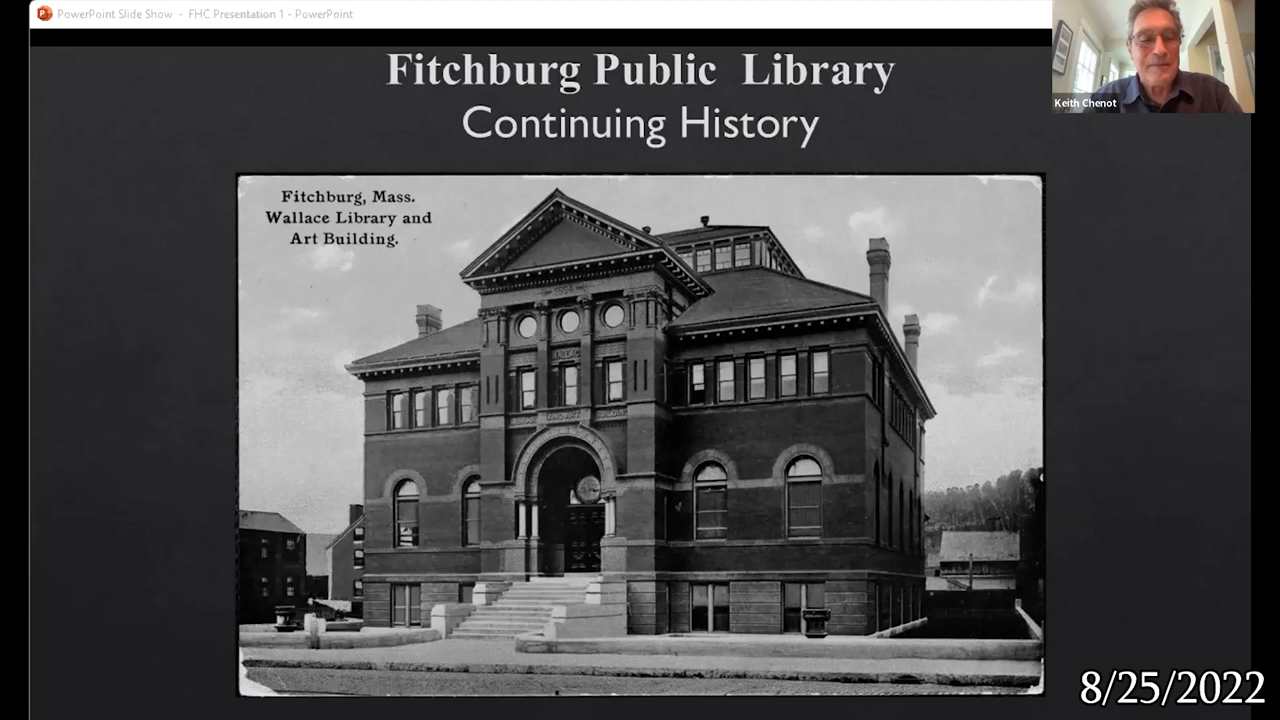 PowerPoint Slide Show - FHC Presentation 1 - PowerPoint
Fitchburg Public Library
Continuing History
Keith Chenot
Fitchburg, Mass.
Wallace Library and
Art Building.
8/25/2022